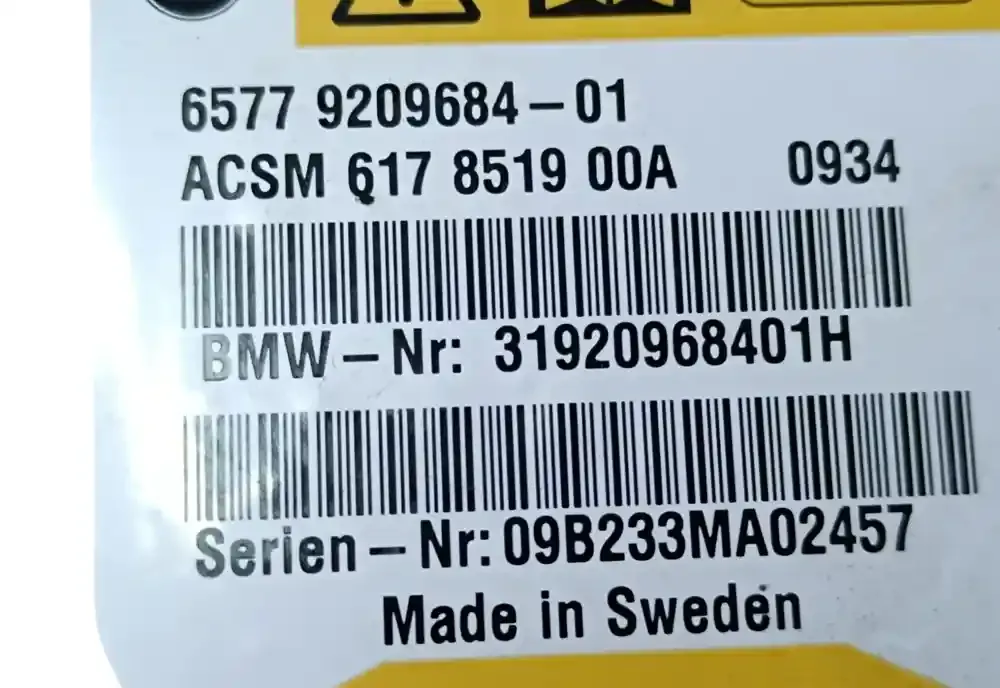 6577 9209684-01
ACSM 617 8519 00A 0934
BMW-Nr: 31920968401H
Serien-Nr: 09B233MA02457
Made in Sweden